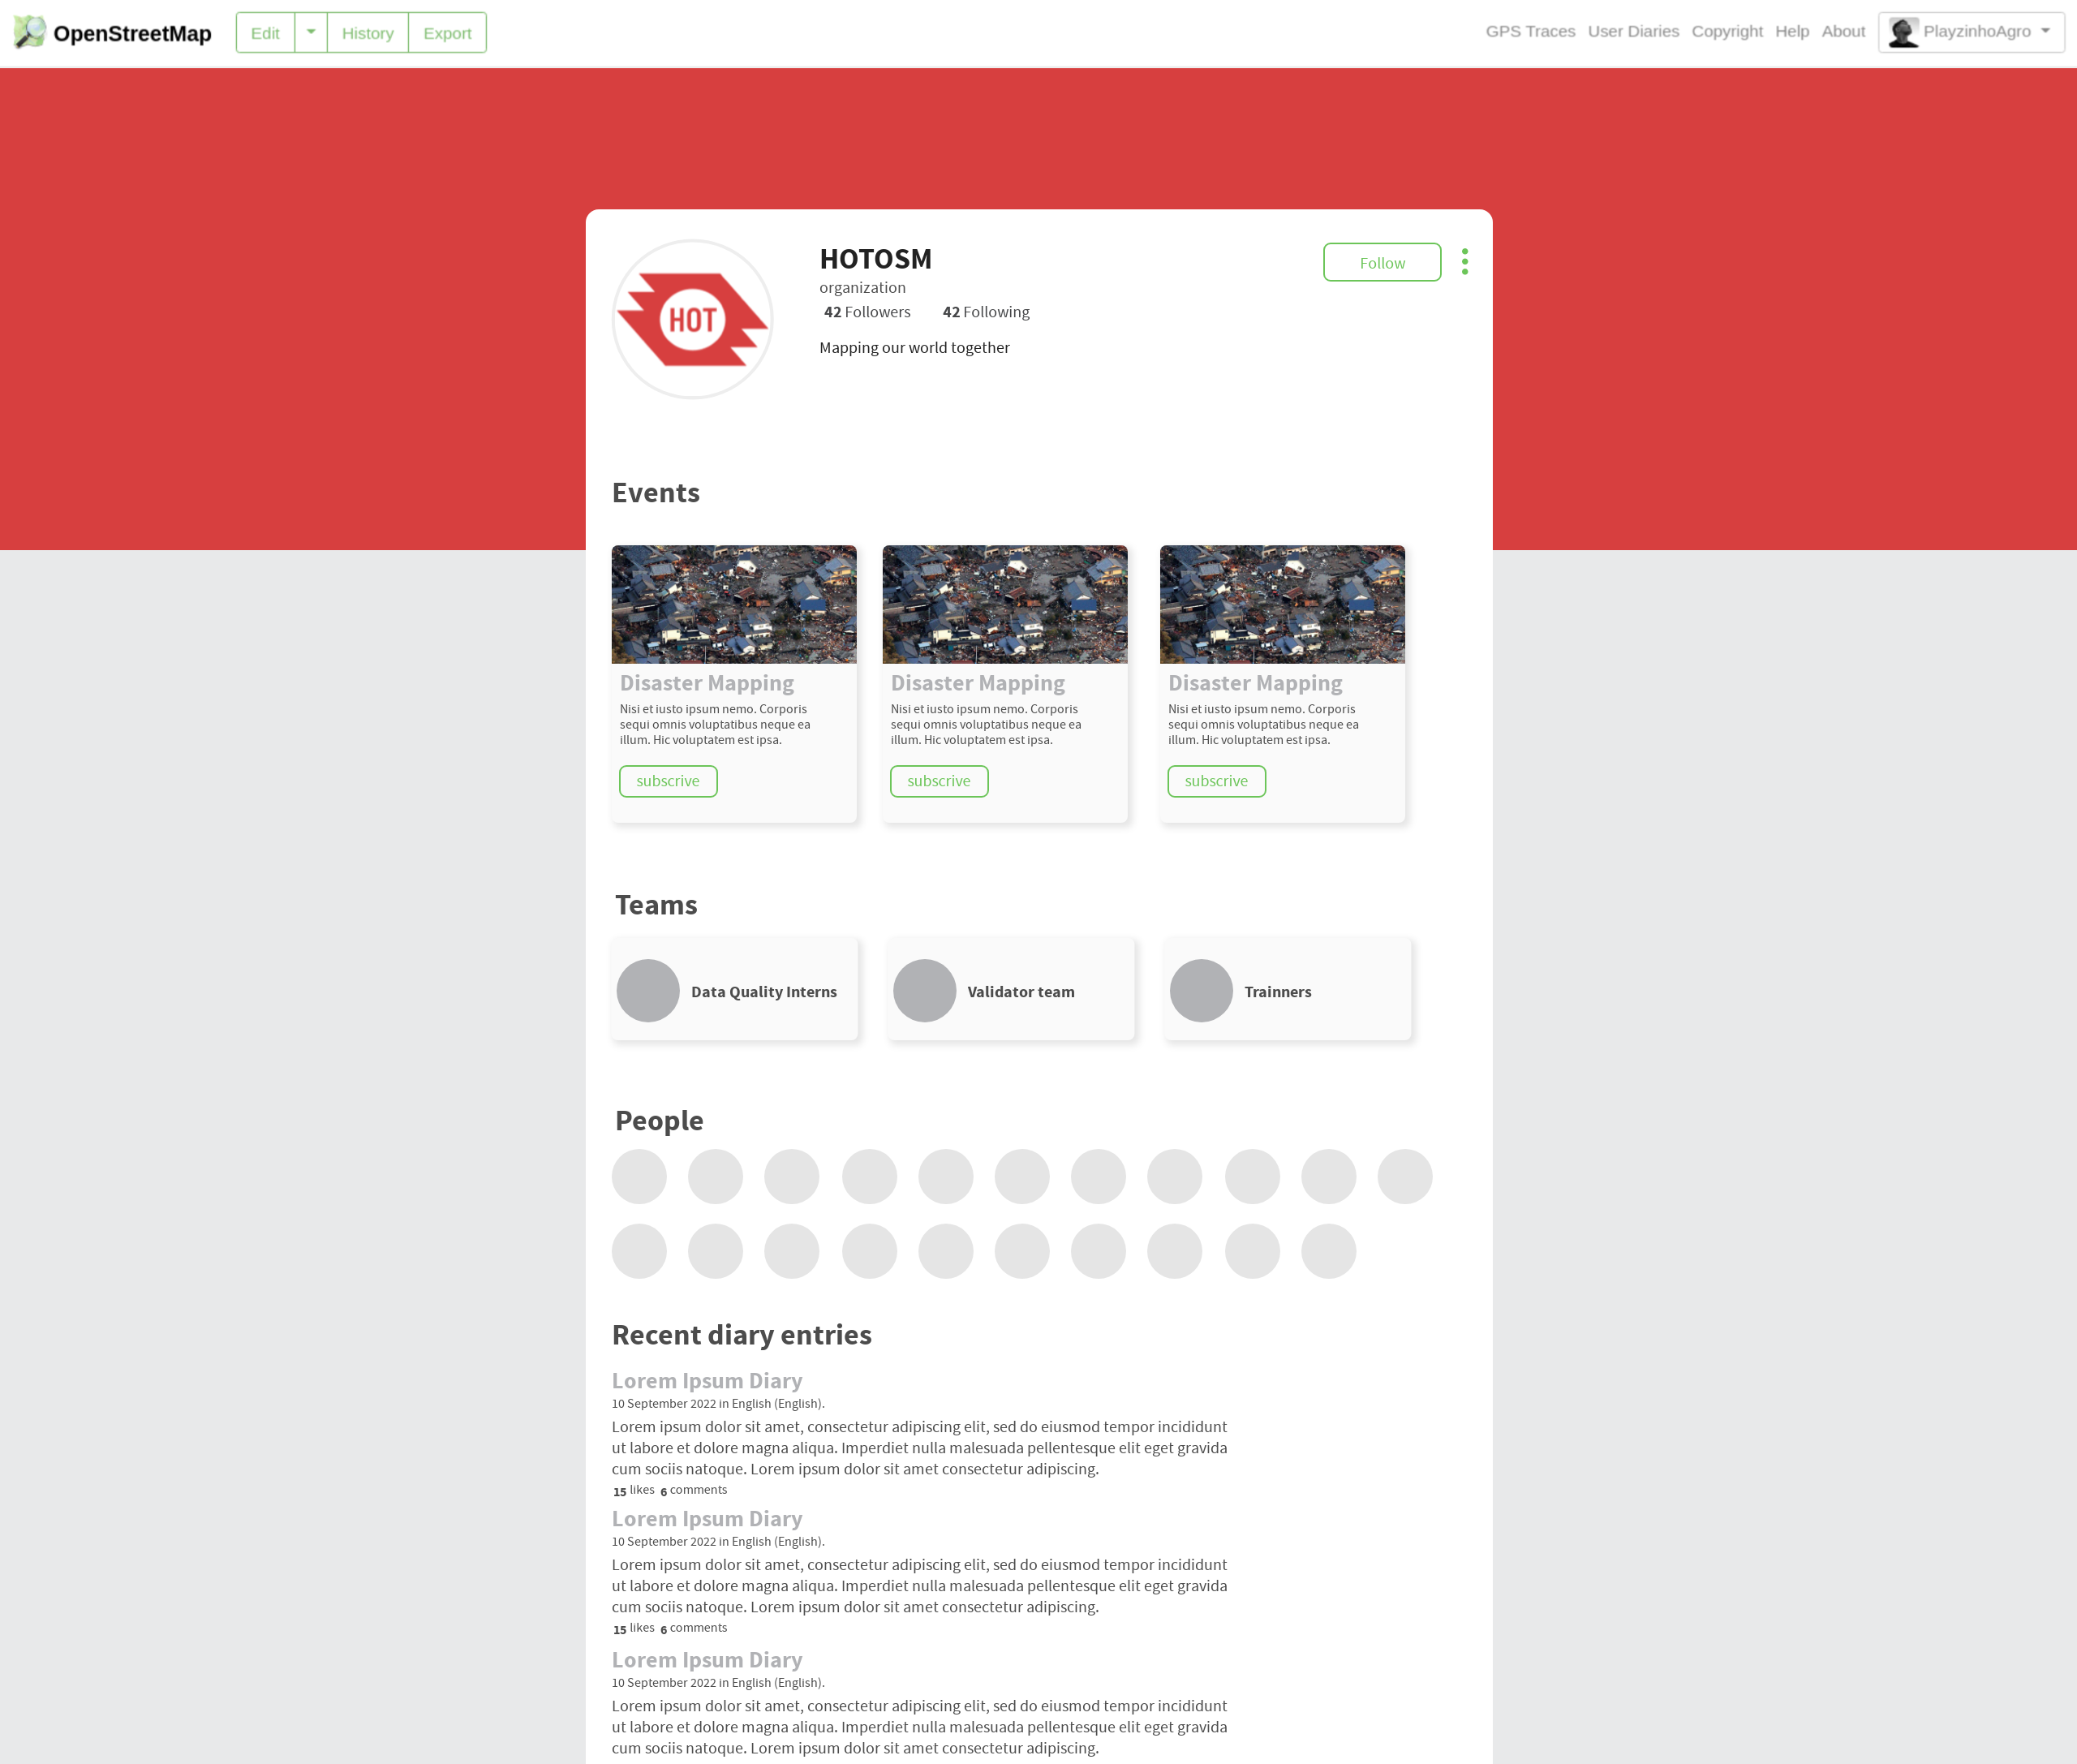 OpenStreetMap
Edit
History
Export
GPS Traces
User Diaries
Copyright
Help
About
PlayzinhoAgro
HOT
HOTOSM
organization
42 Followers
42 Following
Mapping our world together
Follow
Events
Disaster Mapping
Nisi et iusto ipsum nemo. Corporis
sequi omnis voluptatibus neque ea
illum. Hic voluptatem est ipsa.
subscrive
Disaster Mapping
Nisi et iusto ipsum nemo. Corporis
sequi omnis voluptatibus neque ea
illum. Hic voluptatem est ipsa.
subscrive
Disaster Mapping
Nisi et iusto ipsum nemo. Corporis
sequi omnis voluptatibus neque ea
illum. Hic voluptatem est ipsa.
subscrive
Teams
Data Quality Interns
Validator team
Trainners
People
Recent diary entries
Lorem Ipsum Diary
10 September 2022 in English (English).
Lorem ipsum dolor sit amet, consectetur adipiscing elit, sed do eiusmod tempor incididunt
ut labore et dolore magna aliqua. Imperdiet nulla malesuada pellentesque elit eget gravida
cum sociis natoque. Lorem ipsum dolor sit amet consectetur adipiscing.
15 likes 6 comments
Lorem Ipsum Diary
10 September 2022 in English (English).
Lorem ipsum dolor sit amet, consectetur adipiscing elit, sed do eiusmod tempor incididunt
ut labore et dolore magna aliqua. Imperdiet nulla malesuada pellentesque elit eget gravida
cum sociis natoque. Lorem ipsum dolor sit amet consectetur adipiscing.
15 likes 6 comments
Lorem Ipsum Diary
10 September 2022 in English (English).
Lorem ipsum dolor sit amet, consectetur adipiscing elit, sed do eiusmod tempor incididunt
ut labore et dolore magna aliqua. Imperdiet nulla malesuada pellentesque elit eget gravida
cum sociis natoque. Lorem ipsum dolor sit amet consectetur adipiscing.